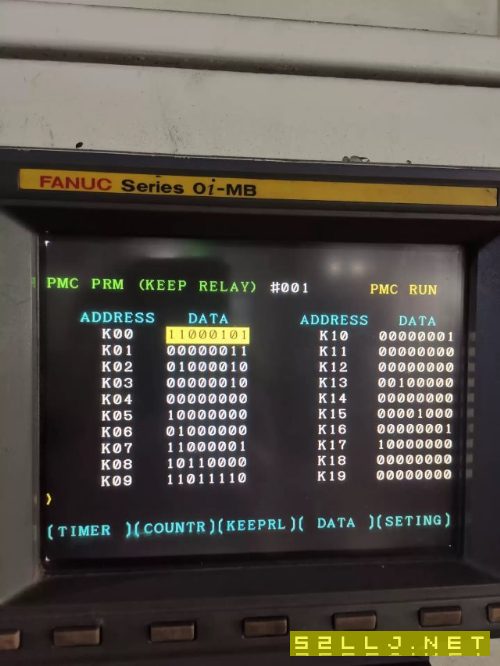 FANUC Series 0i-MB
PMC PRM (KEEP RELAY) #001 PMC RUN
ADDRESS DATA ADDRESS DATA
K00 11000101 K10 00000001
K01 00000011 K11 00000000
K02 01000010 K12 00000000
K03 00000010 K13 00100000
K04 00000000 K14 00000000
K05 10000000 K15 00001000
K06 01000000 K16 00000001
K07 11000001 K17 10000000
K08 10110000 K18 00000000
K09 11011110 K19 00000000
>
(TIMER )(COUNTR)(KEEPRL)( DATA )(SETING)
52LLJ.NET